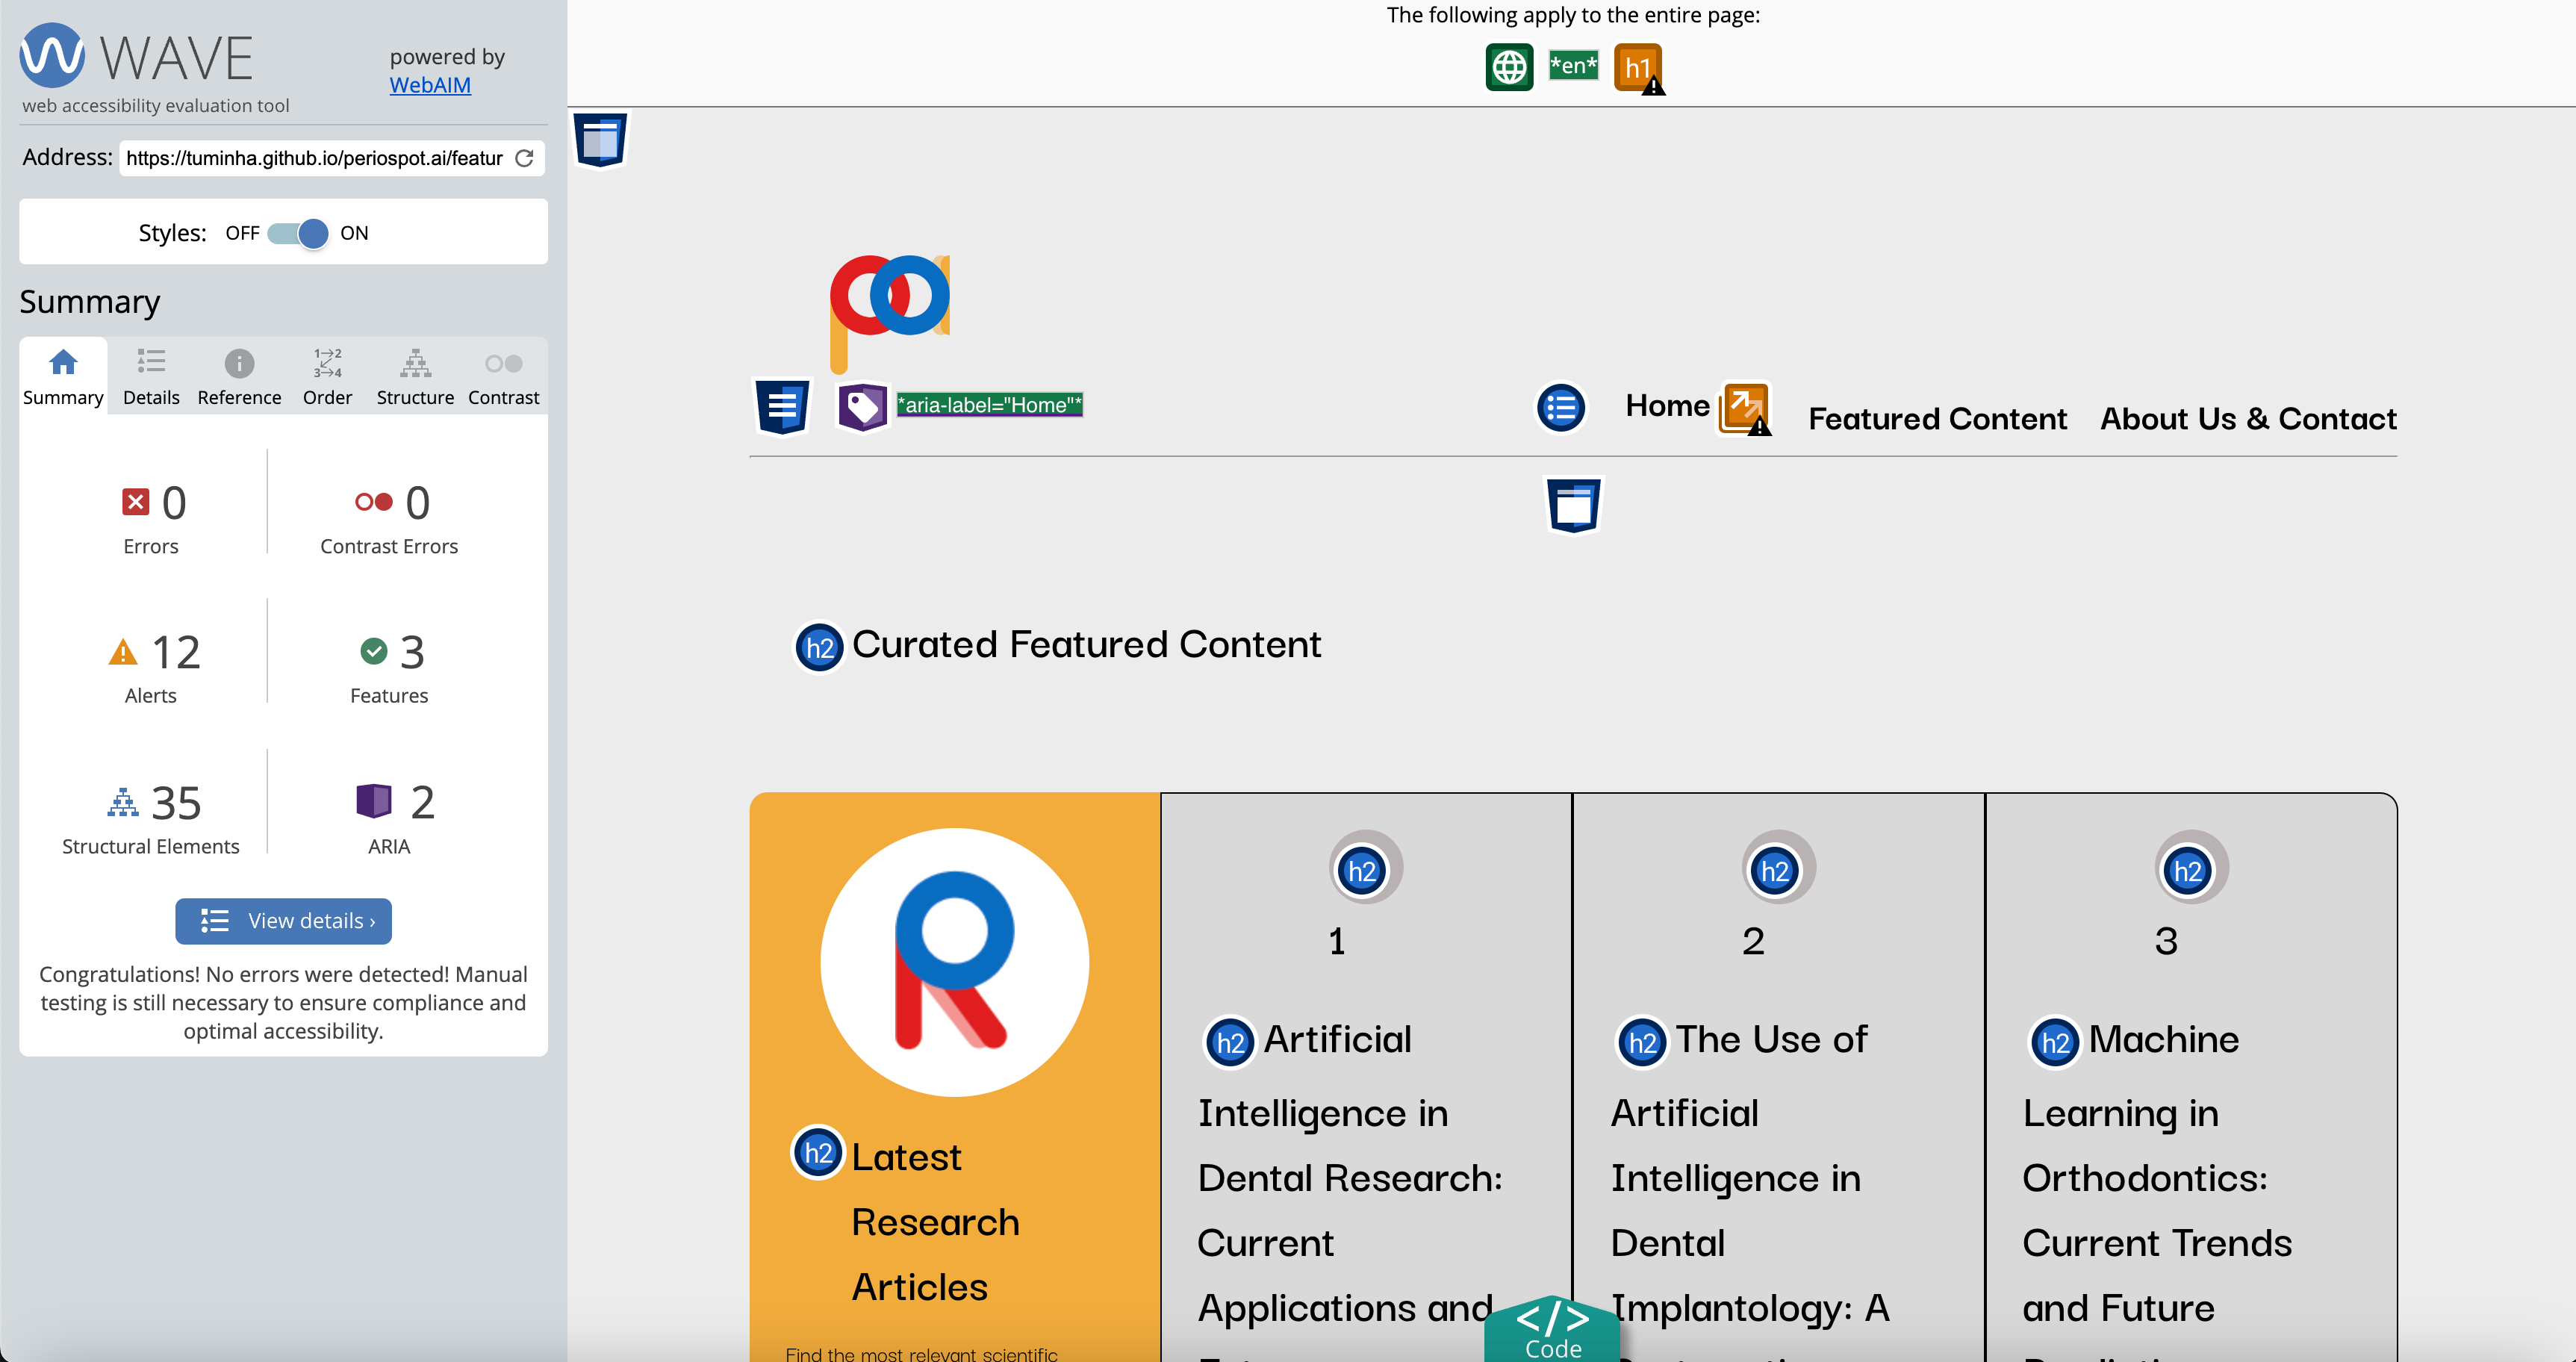 WAVE
web accessibility evaluation tool
powered by
WebAIM
Address: https://tuminha.github.io/periospot.ai/featur
Styles: OFF ON
Summary
Summary Details Reference Order Structure Contrast
1→2
3→4
0
Errors
0
Contrast Errors
12
Alerts
3
Features
35
Structural Elements
2
ARIA
View details ›
Congratulations! No errors were detected! Manual
testing is still necessary to ensure compliance and
optimal accessibility.
The following apply to the entire page:
*en* h1
*aria-label="Home"*
Home Featured Content About Us & Contact
h2 Curated Featured Content
h2 Latest
Research
Articles
Find the most relevant scientific
h2
1
h2 Artificial
Intelligence in
Dental Research:
Current
Applications and
h2
2
h2 The Use of
Artificial
Intelligence in
Dental
Implantology: A
h2
3
h2 Machine
Learning in
Orthodontics:
Current Trends
and Future
</>
Code